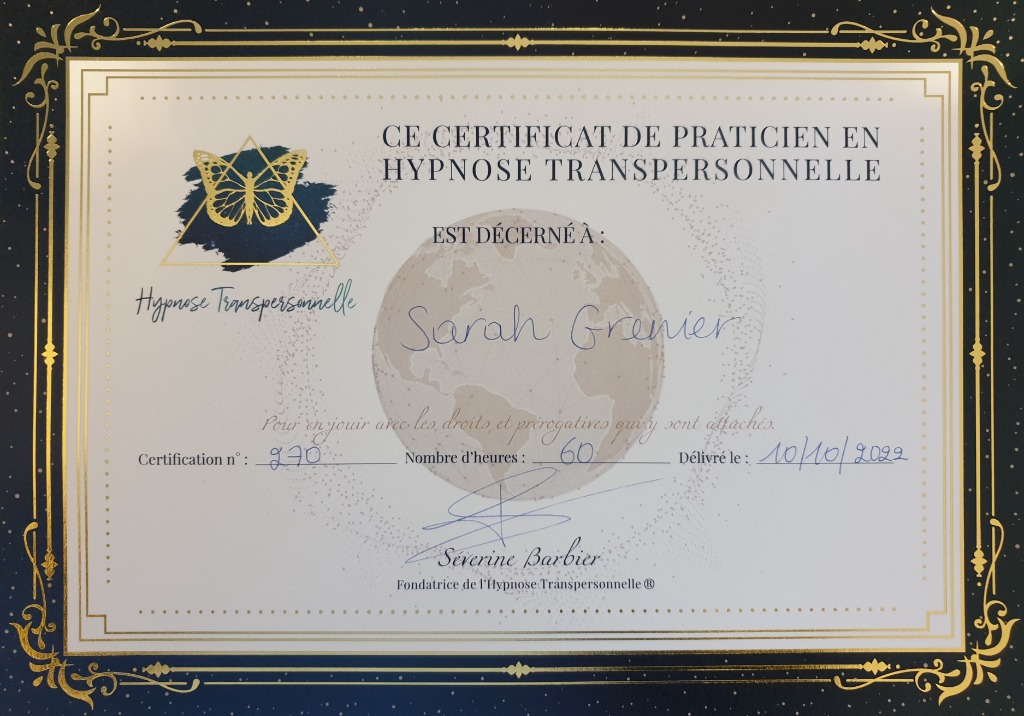 CE CERTIFICAT DE PRATICIEN EN
HYPNOSE TRANSPERSONNELLE
EST DÉCERNÉ À :
Hypnose Transpersonnelle
Sarah Grenier
Pour en jouir avec les droits et prérogatives qui y sont attachés.
Certification n° : 270 Nombre d'heures : 60 Délivré le : 10/10/2022
Séverine Barbier
Fondatrice de l'Hypnose Transpersonnelle®